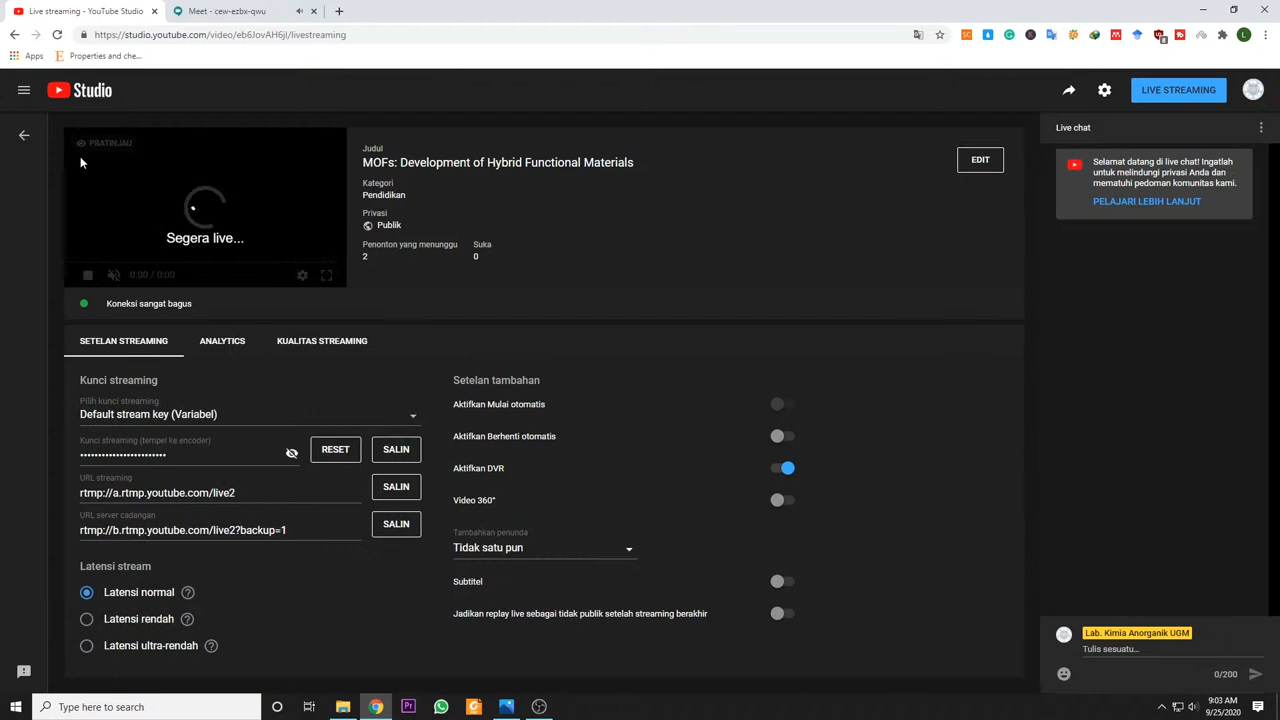 Live streaming - YouTube Studio
Meet - cew-ezbx-qwu
https://studio.youtube.com/video/eb6JovAH6jI/livestreaming
Apps
Properties and che...
Studio
LIVE STREAMING
PRATINJAU
Segera live...
0:00 / 0:00
Koneksi sangat bagus
Judul
MOFs: Development of Hybrid Functional Materials
EDIT
Kategori
Pendidikan
Privasi
Publik
Penonton yang menunggu
Suka
2
0
SETELAN STREAMING
ANALYTICS
KUALITAS STREAMING
Kunci streaming
Pilih kunci streaming
Default stream key (Variabel)
Kunci streaming (tempel ke encoder)
••••••••••••••••••••••••
RESET
SALIN
URL streaming
rtmp://a.rtmp.youtube.com/live2
SALIN
URL server cadangan
rtmp://b.rtmp.youtube.com/live2?backup=1
SALIN
Latensi stream
Latensi normal
Latensi rendah
Latensi ultra-rendah
Setelan tambahan
Aktifkan Mulai otomatis
Aktifkan Berhenti otomatis
Aktifkan DVR
Video 360°
Tambahkan penunda
Tidak satu pun
Subtitel
Jadikan replay live sebagai tidak publik setelah streaming berakhir
Live chat
Selamat datang di live chat! Ingatlah
untuk melindungi privasi Anda dan
mematuhi pedoman komunitas kami.
PELAJARI LEBIH LANJUT
Lab. Kimia Anorganik UGM
Tulis sesuatu...
0/200
Type here to search
9:03 AM
9/25/2020